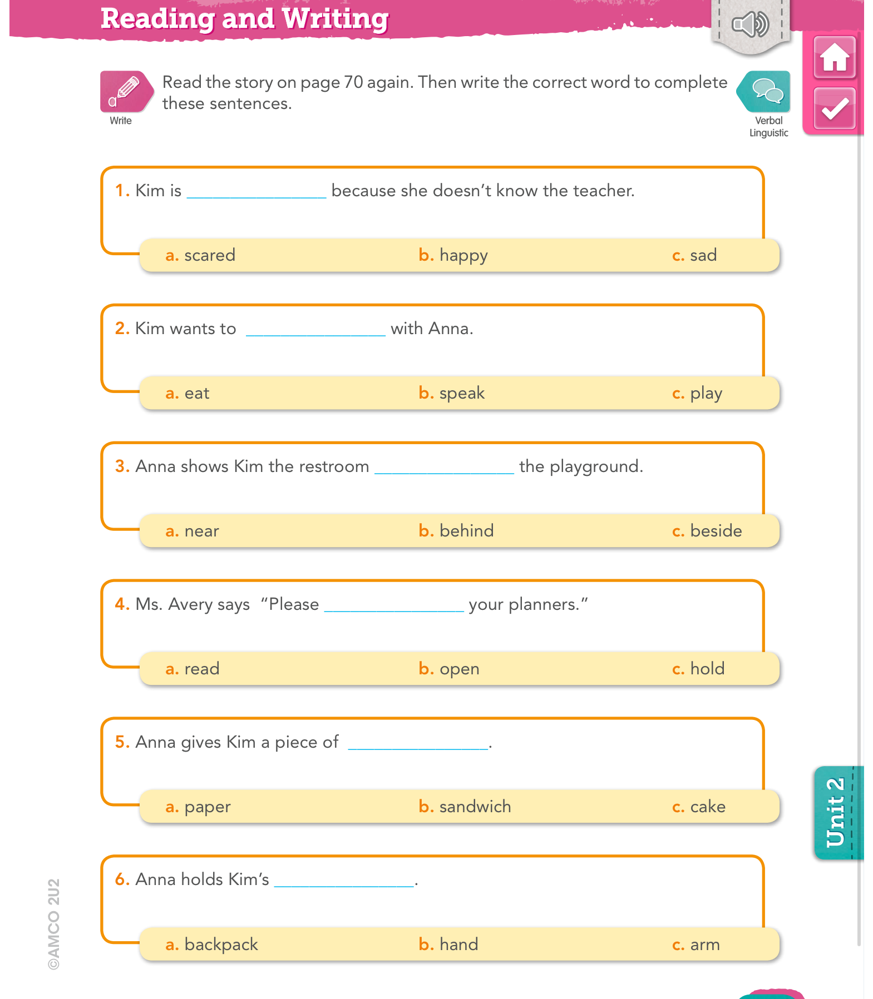 Reading and Writing
Read the story on page 70 again. Then write the correct word to complete
these sentences.
Write
Verbal
Linguistic
1. Kim is ________________ because she doesn't know the teacher.
a. scared b. happy c. sad
2. Kim wants to ________________ with Anna.
a. eat b. speak c. play
3. Anna shows Kim the restroom ________________ the playground.
a. near b. behind c. beside
4. Ms. Avery says “Please ________________ your planners.”
a. read b. open c. hold
5. Anna gives Kim a piece of ________________.
a. paper b. sandwich c. cake
6. Anna holds Kim's ________________.
a. backpack b. hand c. arm
Unit 2
©AMCO 2U2